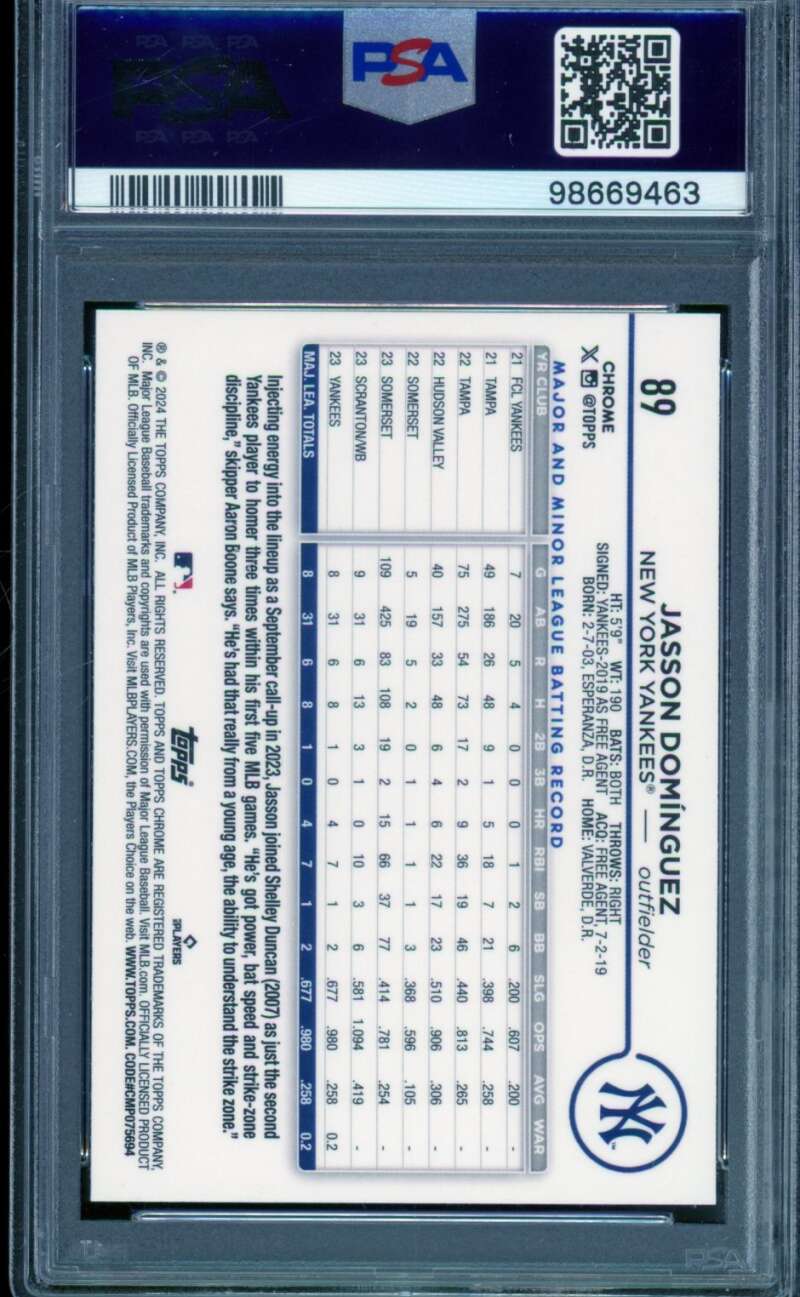 PSA PSA PSA
PSA
PSA PSA PSA
PSA
98669463
89
JASSON DOMÍNGUEZ
NEW YORK YANKEES® — outfielder
CHROME
X @TOPPS
HT: 5'9" WT: 190 BATS: BOTH THROWS: RIGHT
SIGNED: YANKEES-2019 AS FREE AGENT ACQ: FREE AGENT, 7-2-19
BORN: 2-7-03, ESPERANZA, D.R. HOME: VALVERDE, D.R.
NY
MAJOR AND MINOR LEAGUE BATTING RECORD
YR CLUB G AB R H 2B 3B HR RBI SB BB SLG OPS AVG WAR
21 FCL YANKEES 7 20 5 4 0 0 0 1 2 6 .200 .607 .200 -
21 TAMPA 49 186 26 48 9 1 5 18 7 21 .398 .744 .258 -
22 TAMPA 75 275 54 73 17 2 9 36 19 46 .440 .813 .265 -
22 HUDSON VALLEY 40 157 33 48 6 4 6 22 17 23 .510 .906 .306 -
22 SOMERSET 5 19 5 2 0 1 1 1 1 3 .368 .596 .105 -
23 SOMERSET 109 425 83 108 19 2 15 66 37 77 .414 .781 .254 -
23 SCRANTON/WB 9 31 6 13 3 1 0 10 3 6 .581 1.094 .419 -
23 YANKEES 8 31 6 8 1 0 4 7 1 2 .677 .980 .258 0.2
MAJ. LEA. TOTALS 8 31 6 8 1 0 4 7 1 2 .677 .980 .258 0.2
Injecting energy into the lineup as a September call-up in 2023, Jasson joined Shelley Duncan (2007) as just the second
Yankees player to homer three times within his first five MLB games. "He's got power, bat speed and strike-zone
discipline," skipper Aaron Boone says. "He's had that really from a young age, the ability to understand the strike zone."
topps®
PLAYERS
® & © 2024 THE TOPPS COMPANY, INC. ALL RIGHTS RESERVED. TOPPS AND TOPPS CHROME ARE REGISTERED TRADEMARKS OF THE TOPPS COMPANY,
INC. Major League Baseball trademarks and copyrights are used with permission of Major League Baseball. Visit MLB.com. OFFICIALLY LICENSED PRODUCT
OF MLB. Officially Licensed Product of MLB Players, Inc. Visit MLBPLAYERS.COM, the Players Choice on the web. WWW.TOPPS.COM. CODE#CMP075694
PSA